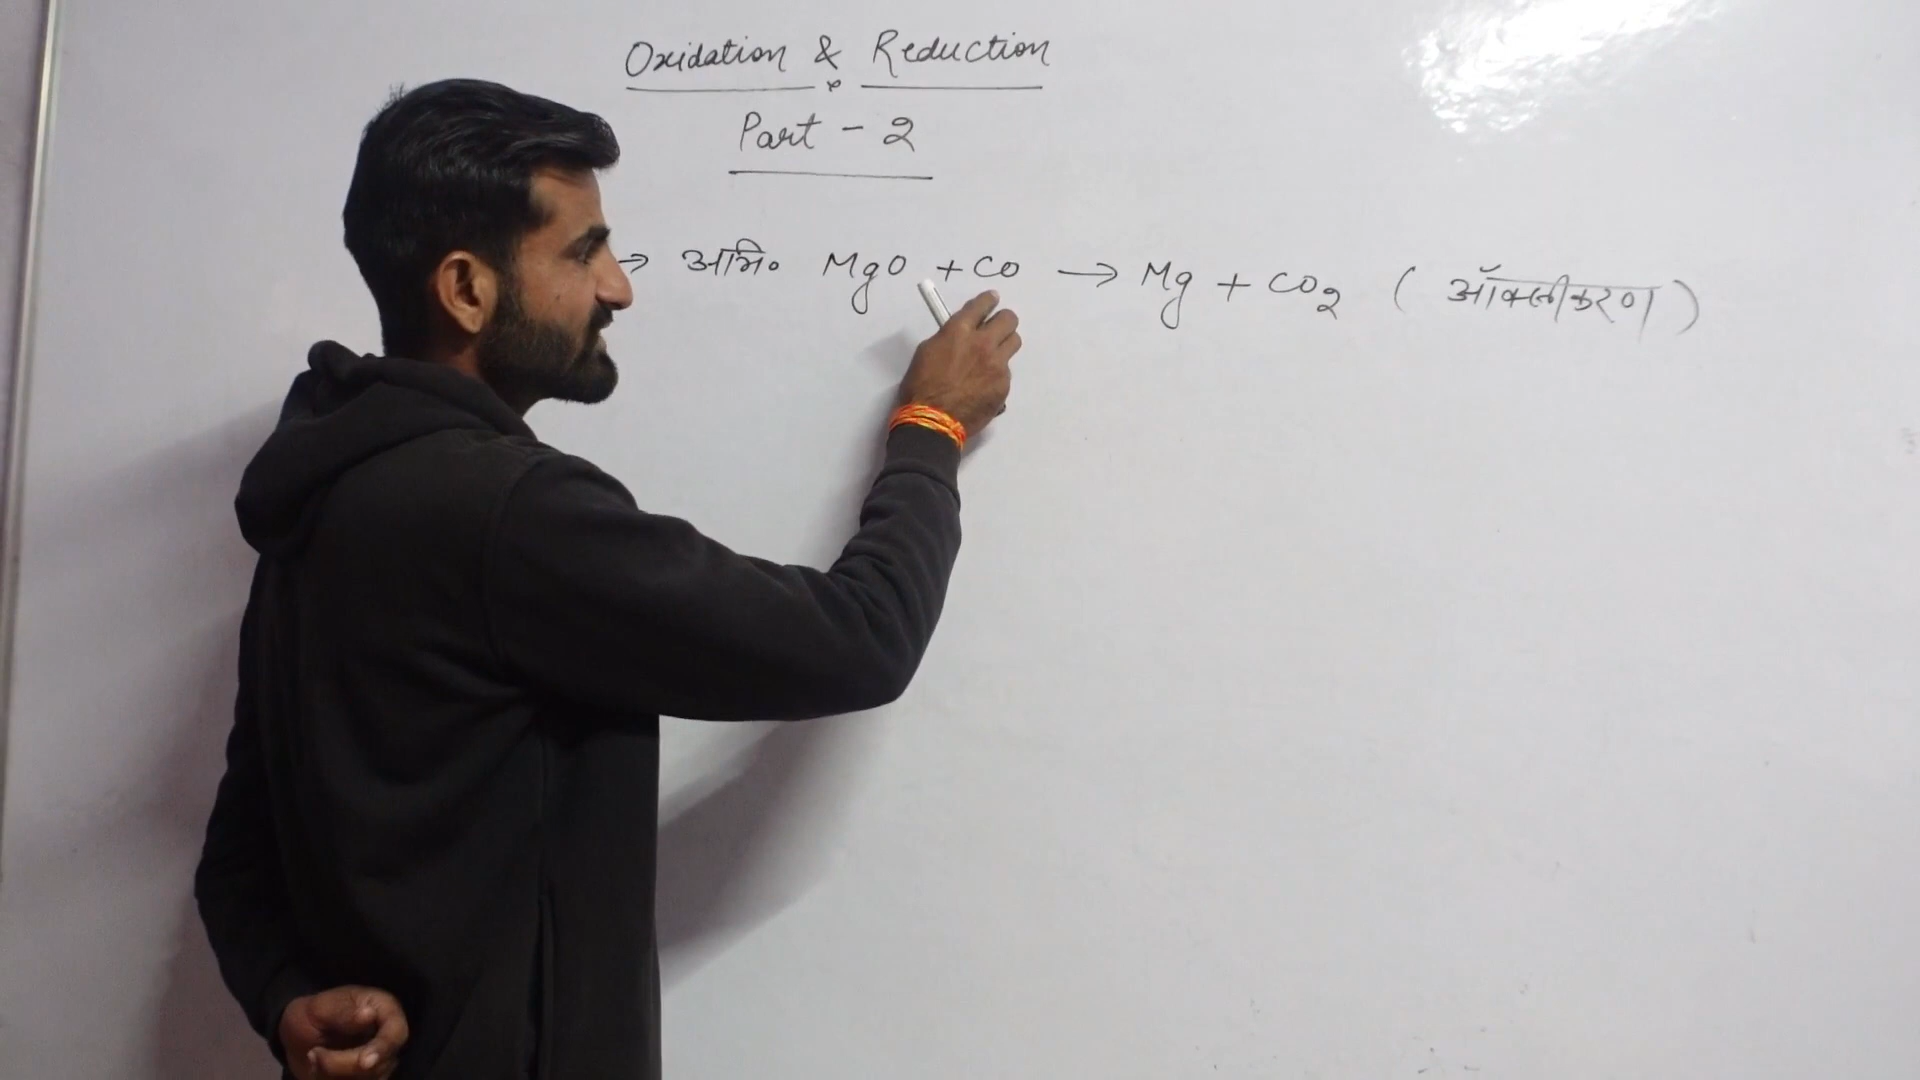 Oxidation & Reduction
Part - 2
→ अभि० MgO + CO → Mg + CO2 ( ऑक्सीकरण )